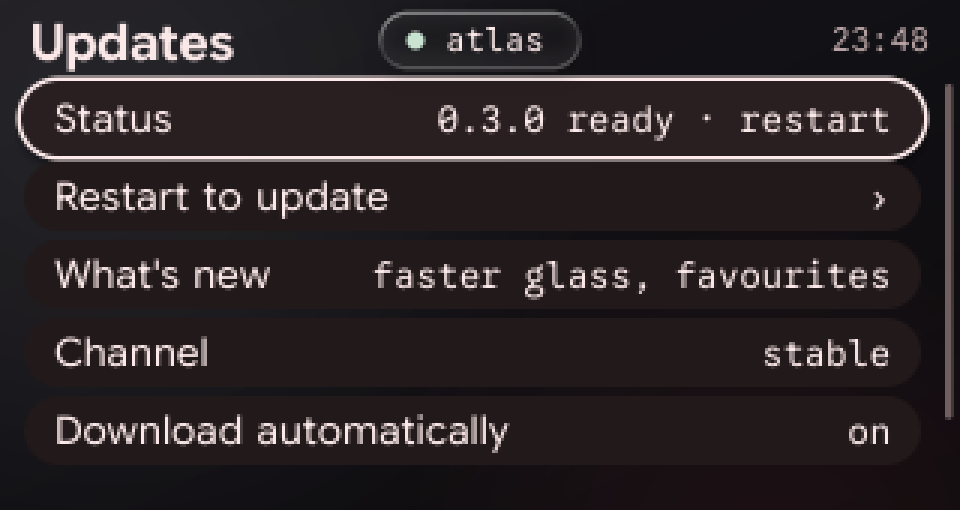 Updates
atlas
23:48
Status 0.3.0 ready · restart
Restart to update ›
What's new faster glass, favourites
Channel stable
Download automatically on